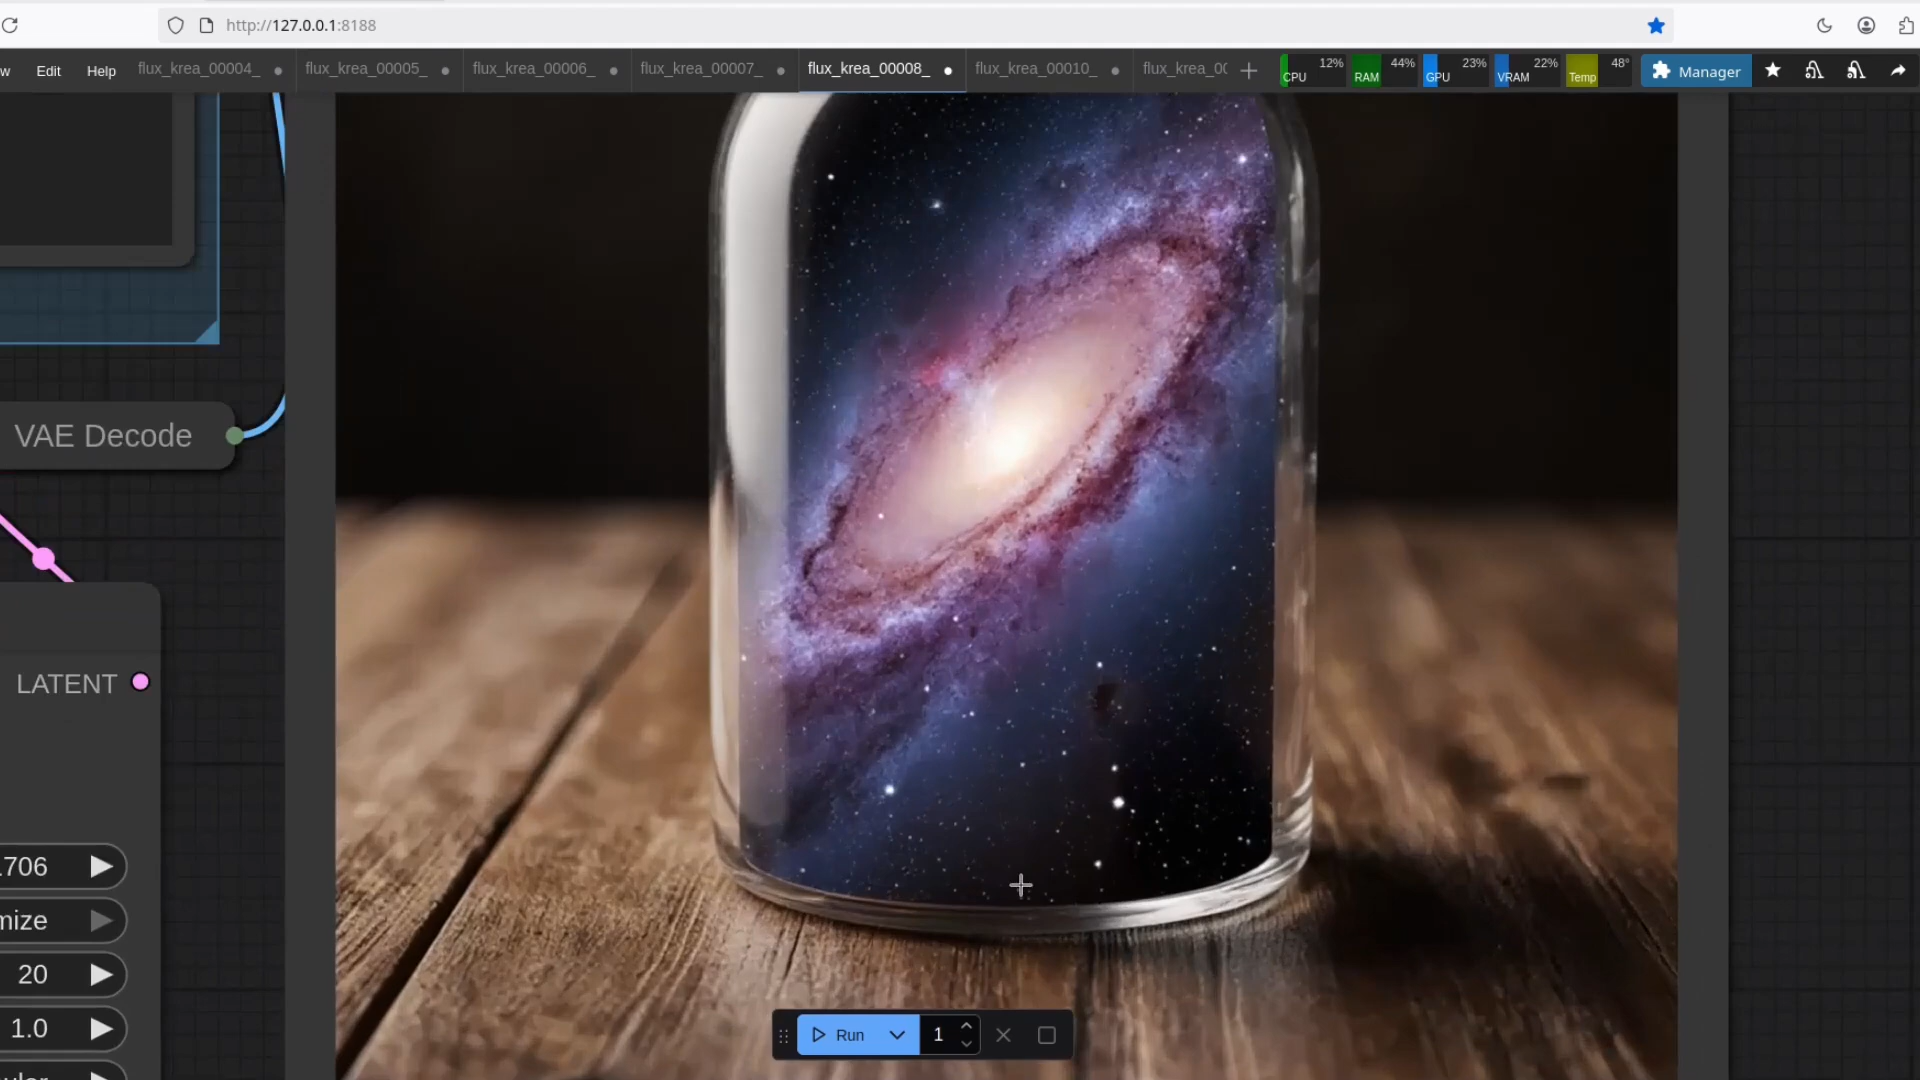 http://127.0.0.1:8188
w Edit Help flux_krea_00004_ flux_krea_00005_ flux_krea_00006_ flux_krea_00007_ flux_krea_00008_ flux_krea_00010_ flux_krea_00
CPU 12% RAM 44% GPU 23% VRAM 22% Temp 48° Manager
VAE Decode
LATENT
.706
mize
20
1.0
Run 1